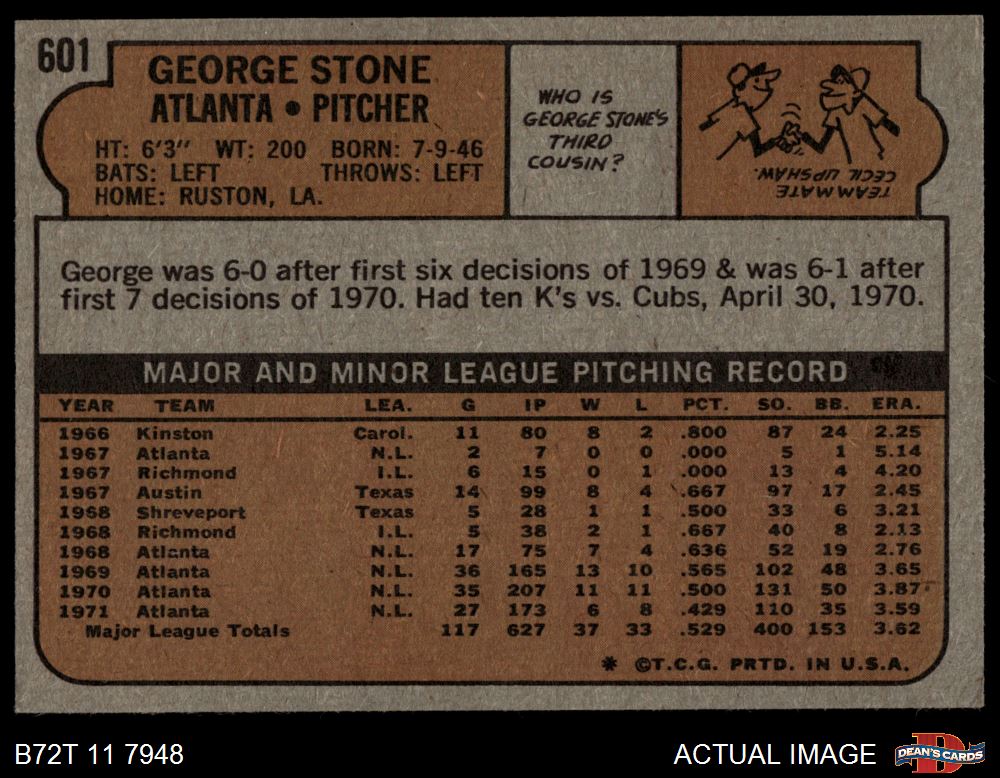 601
GEORGE STONE
ATLANTA • PITCHER
HT: 6'3" WT: 200 BORN: 7-9-46
BATS: LEFT THROWS: LEFT
HOME: RUSTON, LA.
WHO IS
GEORGE STONE'S
THIRD
COUSIN?
TEAMMATE
CECIL UPSHAW.
George was 6-0 after first six decisions of 1969 & was 6-1 after
first 7 decisions of 1970. Had ten K's vs. Cubs, April 30, 1970.
MAJOR AND MINOR LEAGUE PITCHING RECORD
YEAR TEAM LEA. G IP W L PCT. SO. BB. ERA.
1966 Kinston Carol. 11 80 8 2 .800 87 24 2.25
1967 Atlanta N.L. 2 7 0 0 .000 5 1 5.14
1967 Richmond I.L. 6 15 0 1 .000 13 4 4.20
1967 Austin Texas 14 99 8 4 .667 97 17 2.45
1968 Shreveport Texas 5 28 1 1 .500 33 6 3.21
1968 Richmond I.L. 5 38 2 1 .667 40 8 2.13
1968 Atlanta N.L. 17 75 7 4 .636 52 19 2.76
1969 Atlanta N.L. 36 165 13 10 .565 102 48 3.65
1970 Atlanta N.L. 35 207 11 11 .500 131 50 3.87
1971 Atlanta N.L. 27 173 6 8 .429 110 35 3.59
Major League Totals 117 627 37 33 .529 400 153 3.62
* ©T.C.G. PRTD. IN U.S.A.
B72T 11 7948 ACTUAL IMAGE DEAN'S CARDS